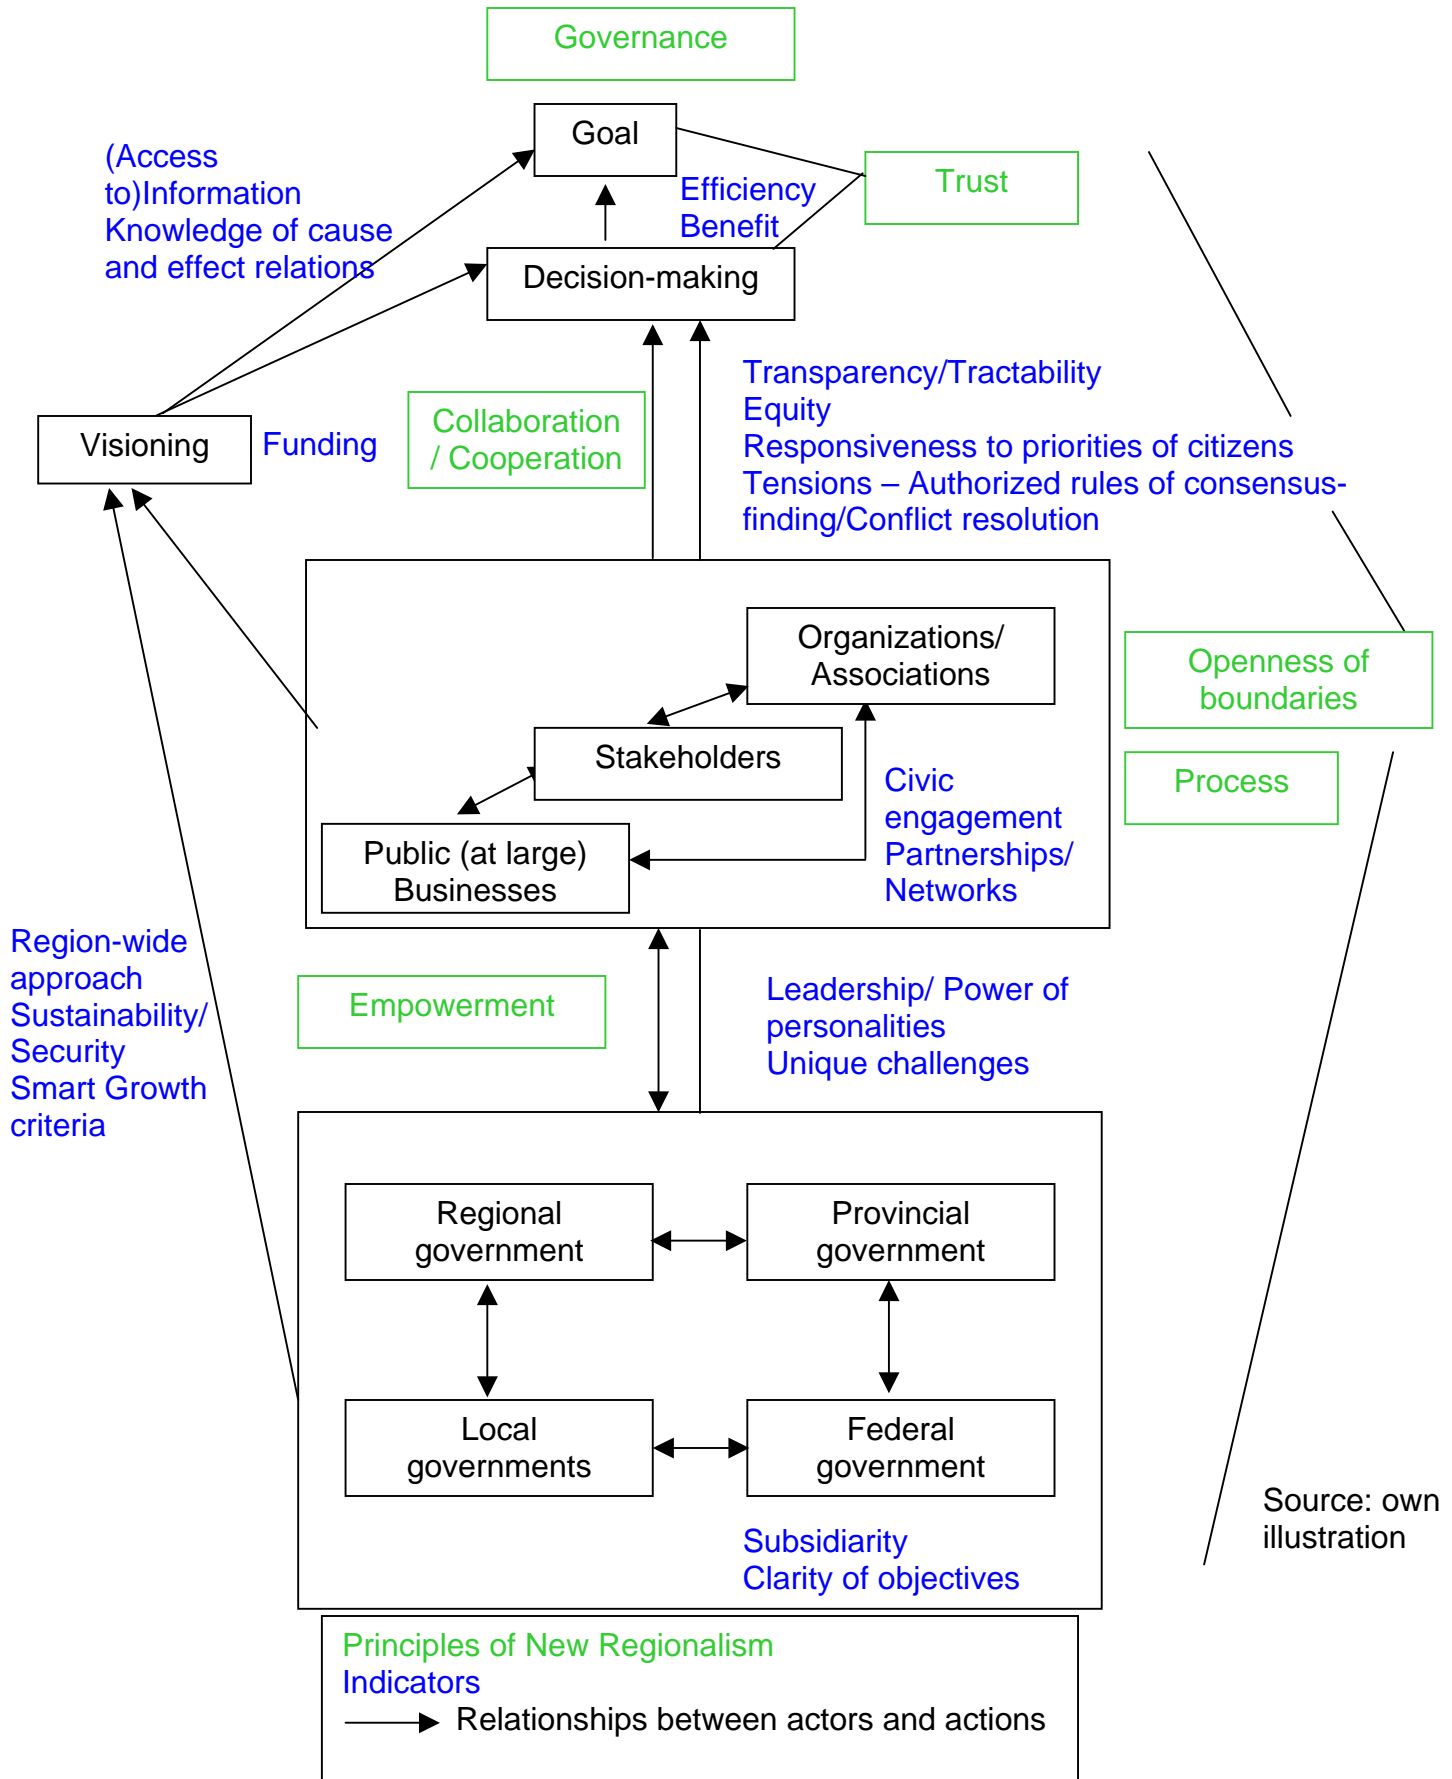 Governance
Goal
(Access
to)Information
Knowledge of cause
and effect relations
Efficiency
Benefit
Trust
Decision-making
Transparency/Tractability
Equity
Responsiveness to priorities of citizens
Tensions – Authorized rules of consensus-
finding/Conflict resolution
Collaboration
/ Cooperation
Visioning
Funding
Organizations/
Associations
Openness of
boundaries
Stakeholders
Process
Civic
engagement
Partnerships/
Networks
Public (at large)
Businesses
Region-wide
approach
Sustainability/
Security
Smart Growth
criteria
Empowerment
Leadership/ Power of
personalities
Unique challenges
Regional
government
Provincial
government
Local
governments
Federal
government
Source: own
illustration
Subsidiarity
Clarity of objectives
Principles of New Regionalism
Indicators
Relationships between actors and actions